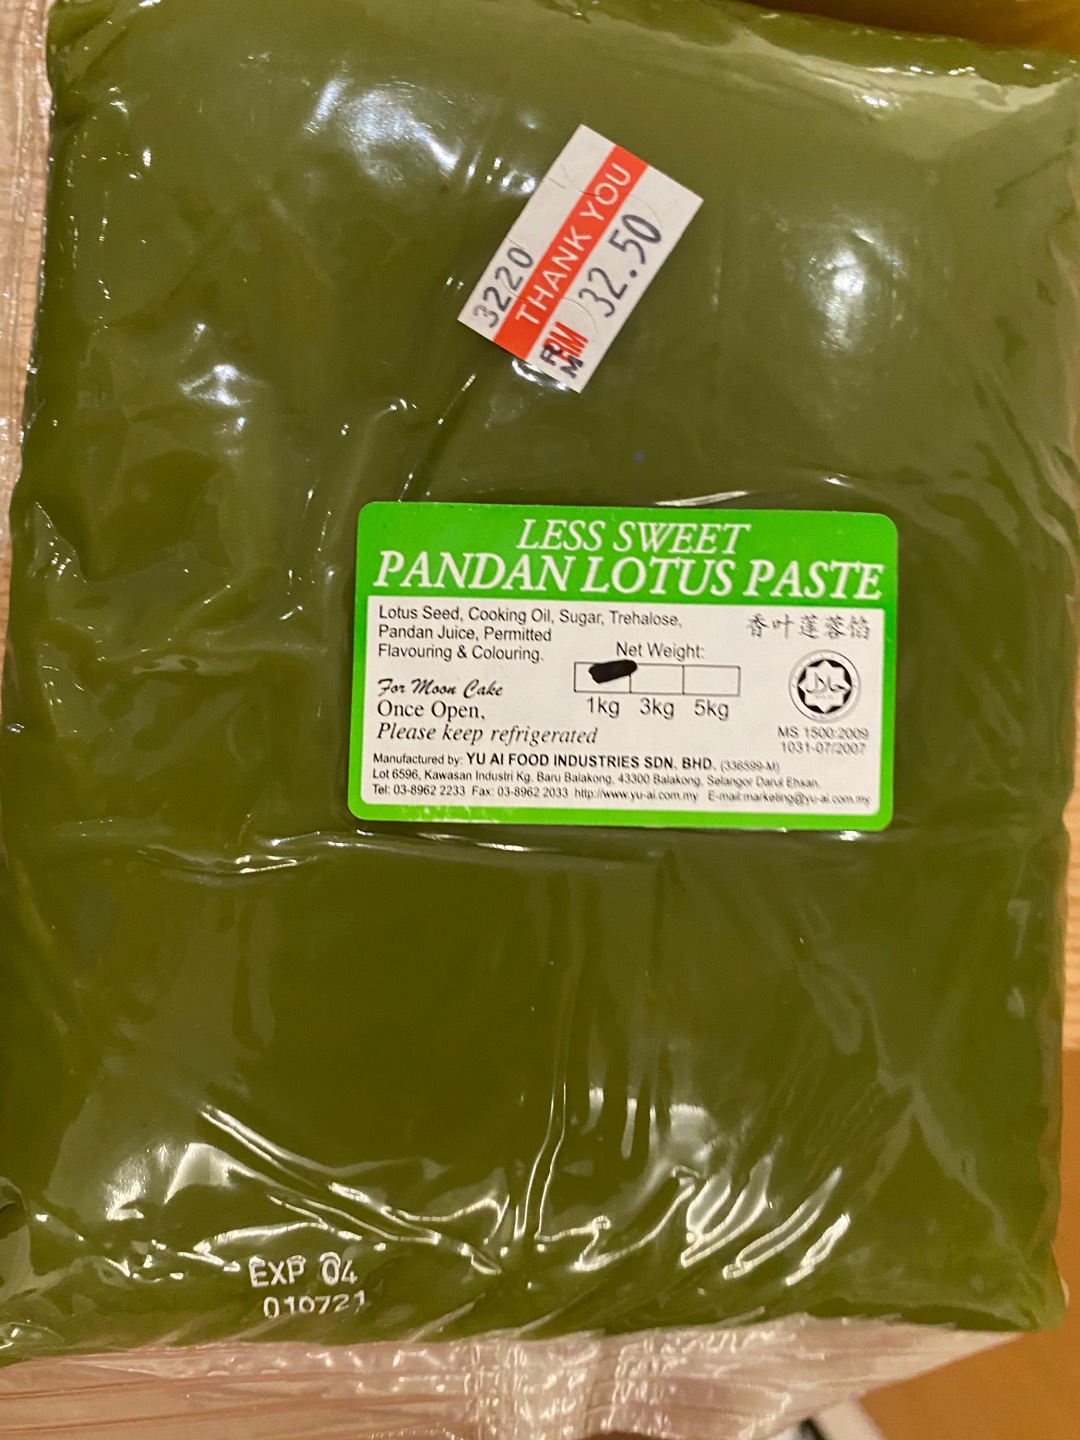 3220
THANK YOU
RM 32.50
LESS SWEET
PANDAN LOTUS PASTE
Lotus Seed, Cooking Oil, Sugar, Trehalose,
Pandan Juice, Permitted
Flavouring & Colouring.
香叶莲蓉馅
Net Weight:
1kg 3kg 5kg
For Moon Cake
Once Open,
Please keep refrigerated
حلال
MS 1500:2009
1031-07/2007
Manufactured by: YU AI FOOD INDUSTRIES SDN. BHD. (336599-M)
Lot 6596, Kawasan Industri Kg. Baru Balakong, 43300 Balakong, Selangor Darul Ehsan.
Tel: 03-8962 2233 Fax: 03-8962 2033 http://www.yu-ai.com.my E-mail:marketing@yu-ai.com.my
EXP 04
010721